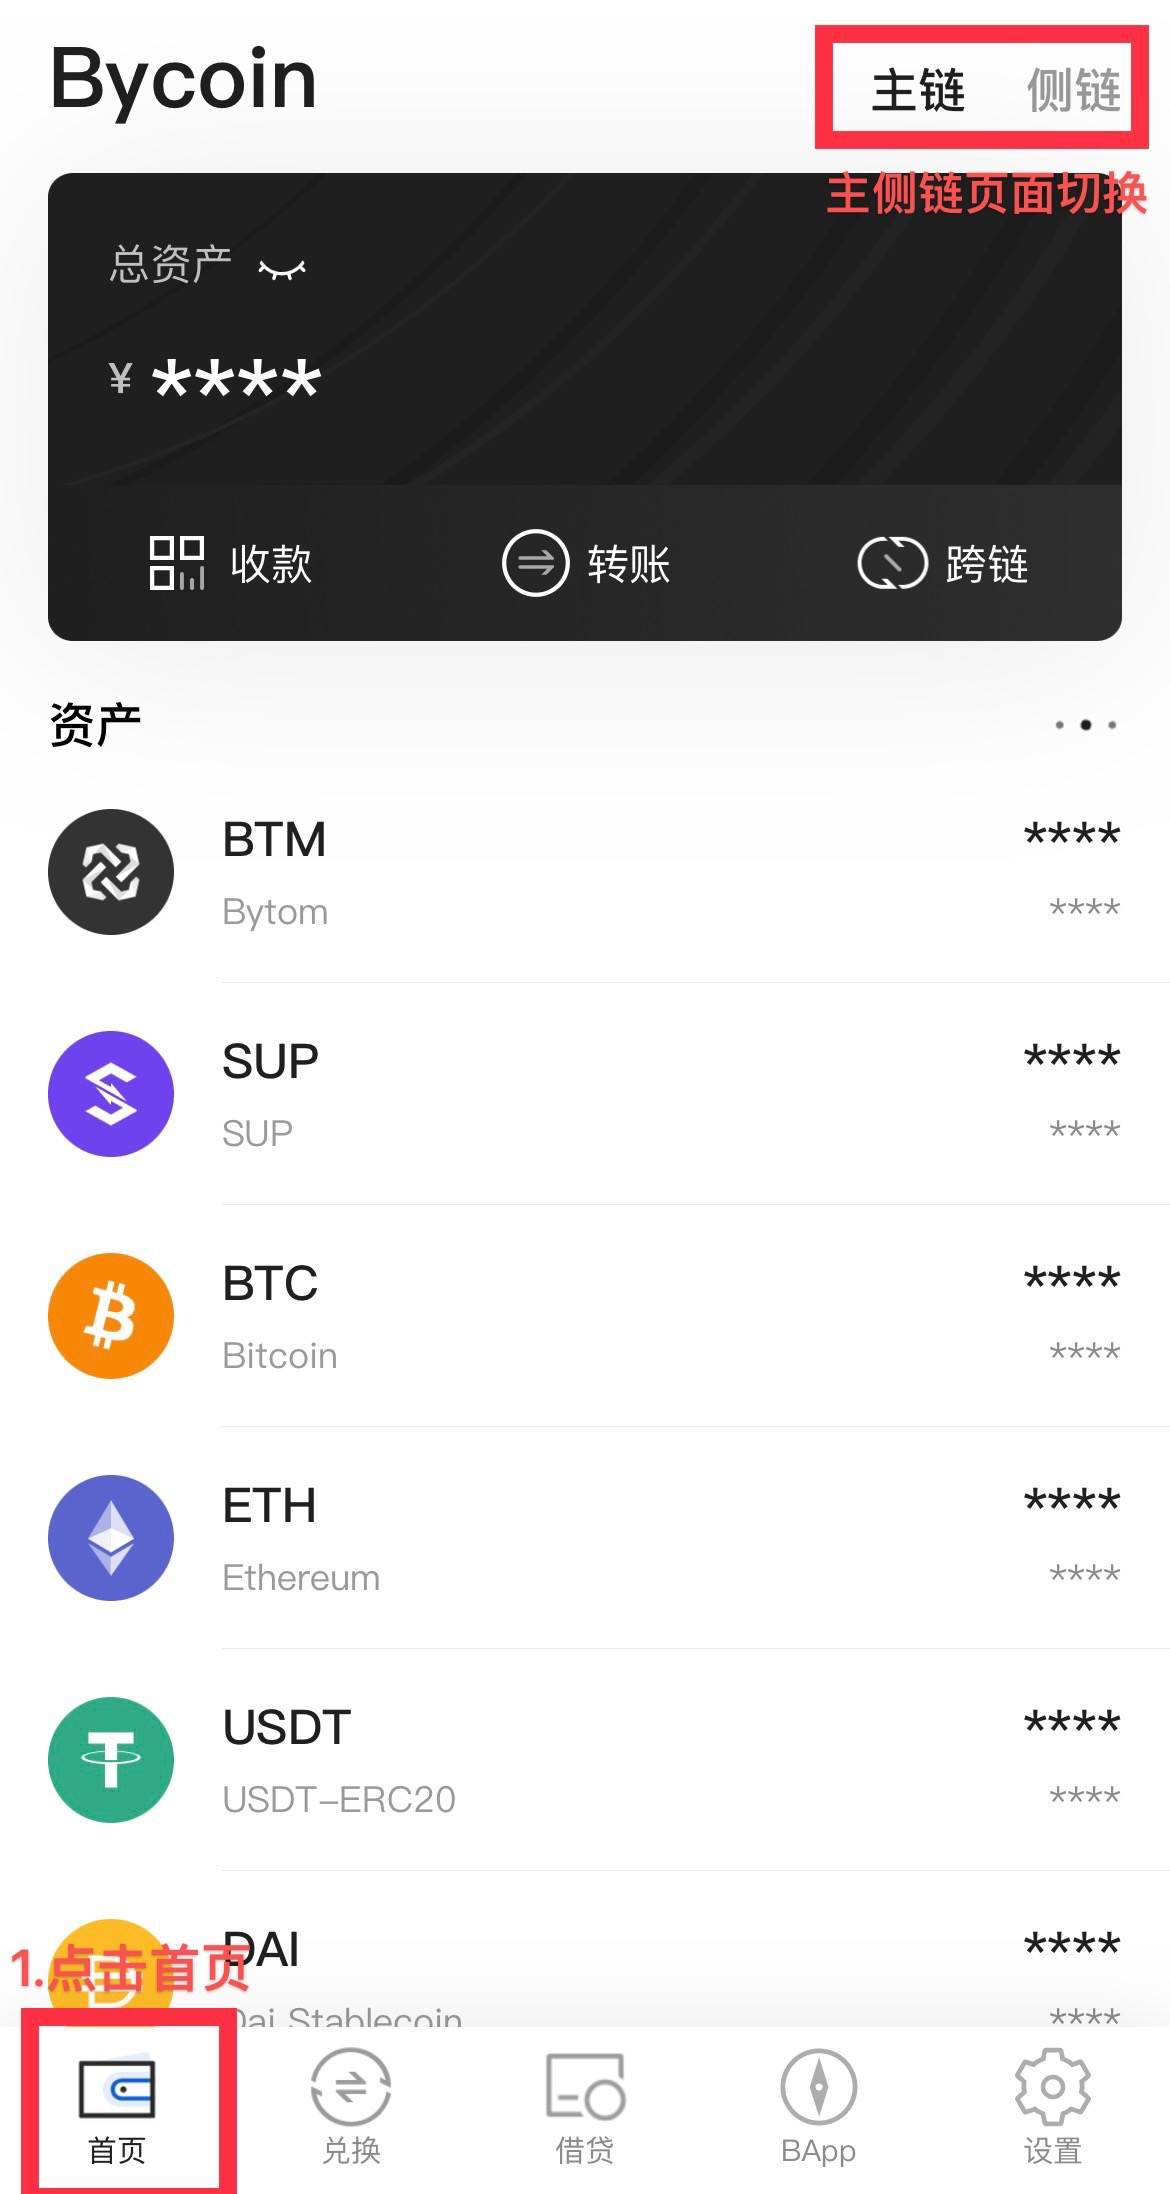 Bycoin
主链 侧链
主侧链页面切换
总资产
¥ ****
收款 转账 跨链
资产
BTM ****
Bytom ****
SUP ****
SUP ****
BTC ****
Bitcoin ****
ETH ****
Ethereum ****
USDT ****
USDT-ERC20 ****
DAI ****
1.点击首页
Dai Stablecoin ****
首页 兑换 借贷 BApp 设置